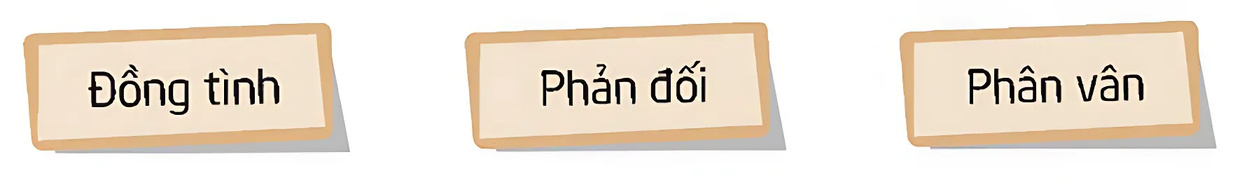 Đồng tình
Phản đối
Phân vân